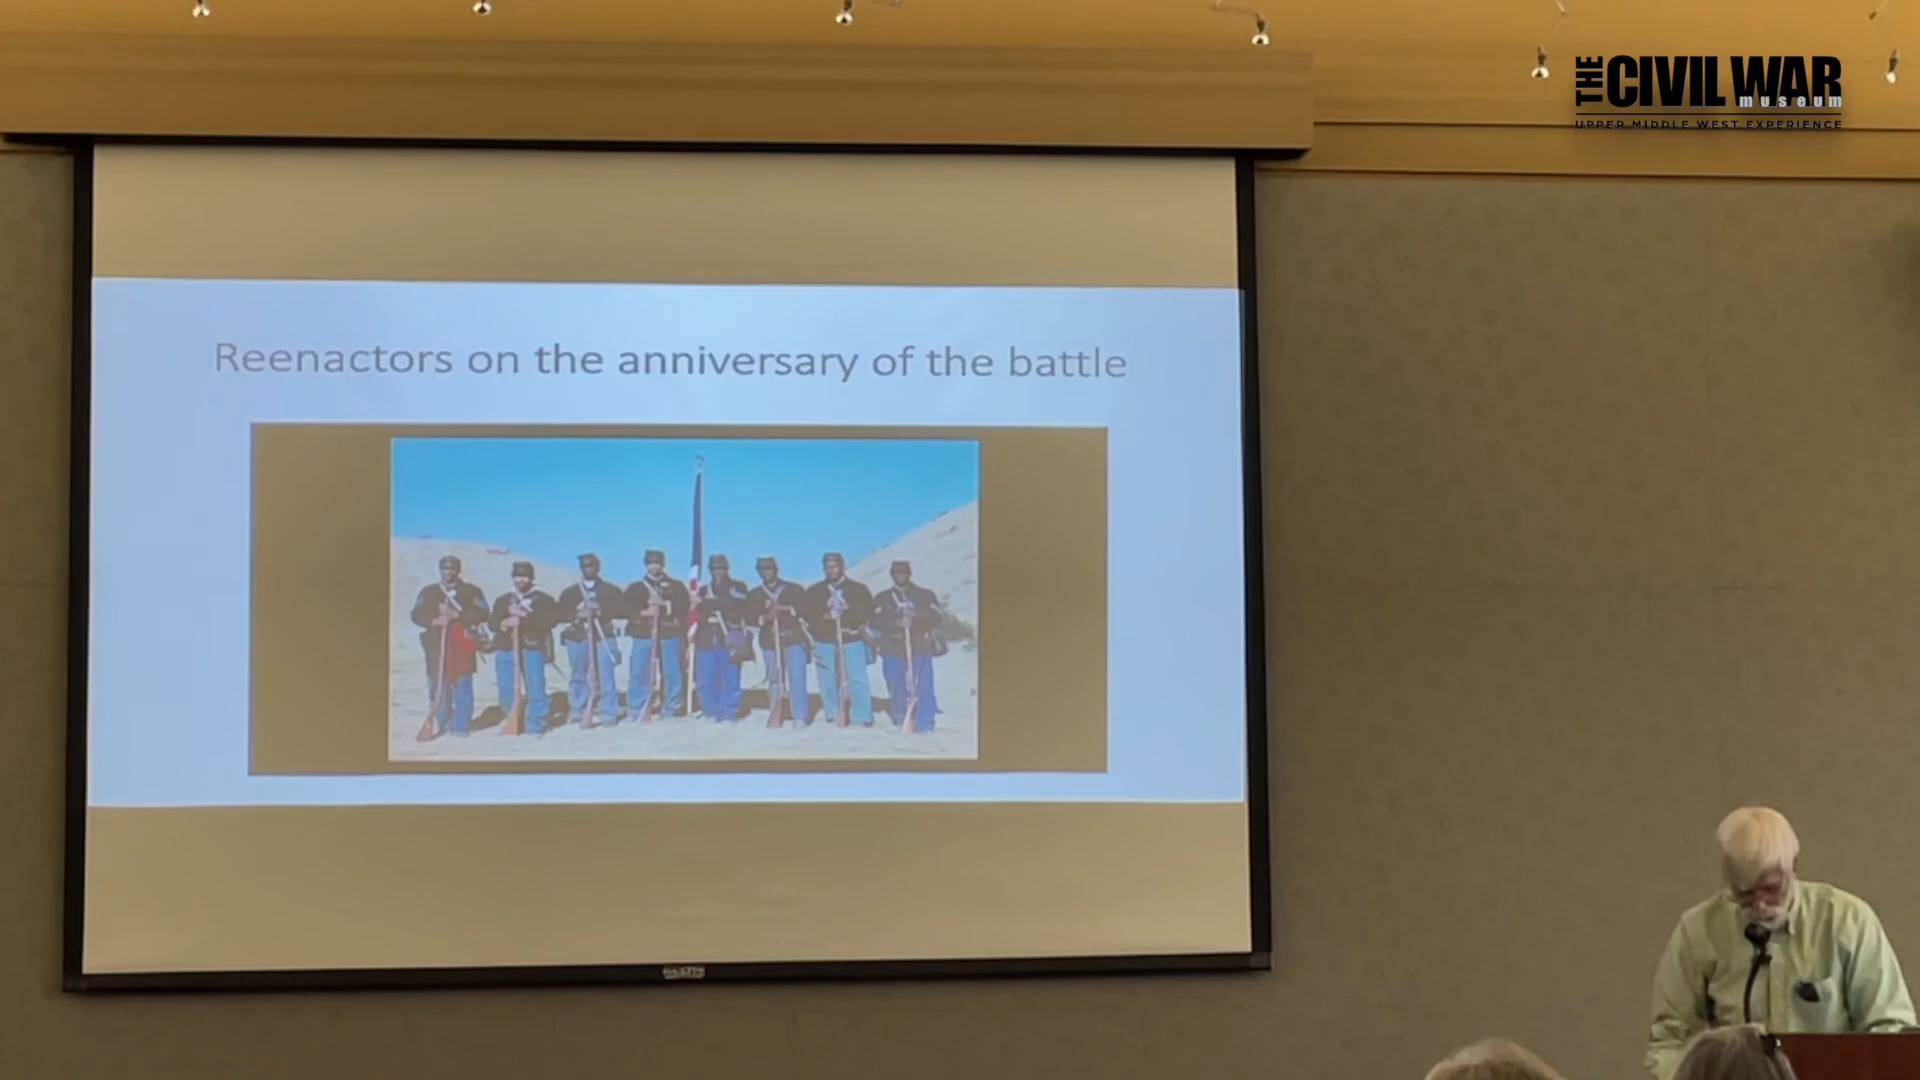 THE CIVIL WAR
museum
UPPER MIDDLE WEST EXPERIENCE
Reenactors on the anniversary of the battle